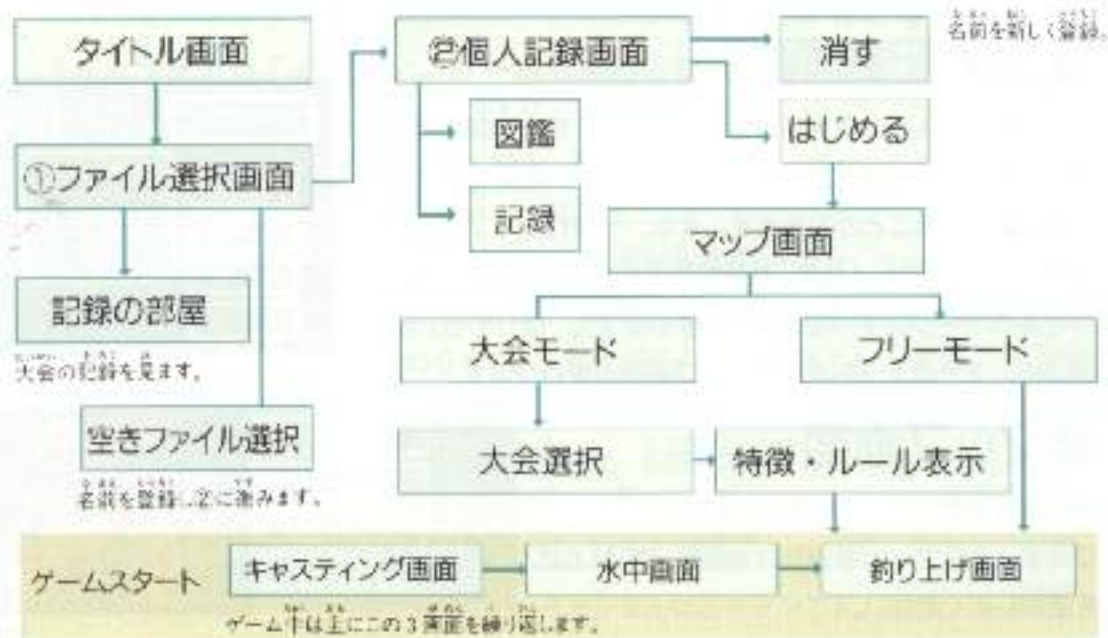 タイトル画面
②個人記録画面
消す
名前を新しく登録。
図鑑
はじめる
①ファイル選択画面
記録
マップ画面
記録の部屋
大会の記録を見ます。
大会モード
フリーモード
空きファイル選択
名前を登録し②に進みます。
大会選択
特徴・ルール表示
ゲームスタート
キャスティング画面
水中画面
釣り上げ画面
ゲーム中は主にこの3画面を繰り返します。